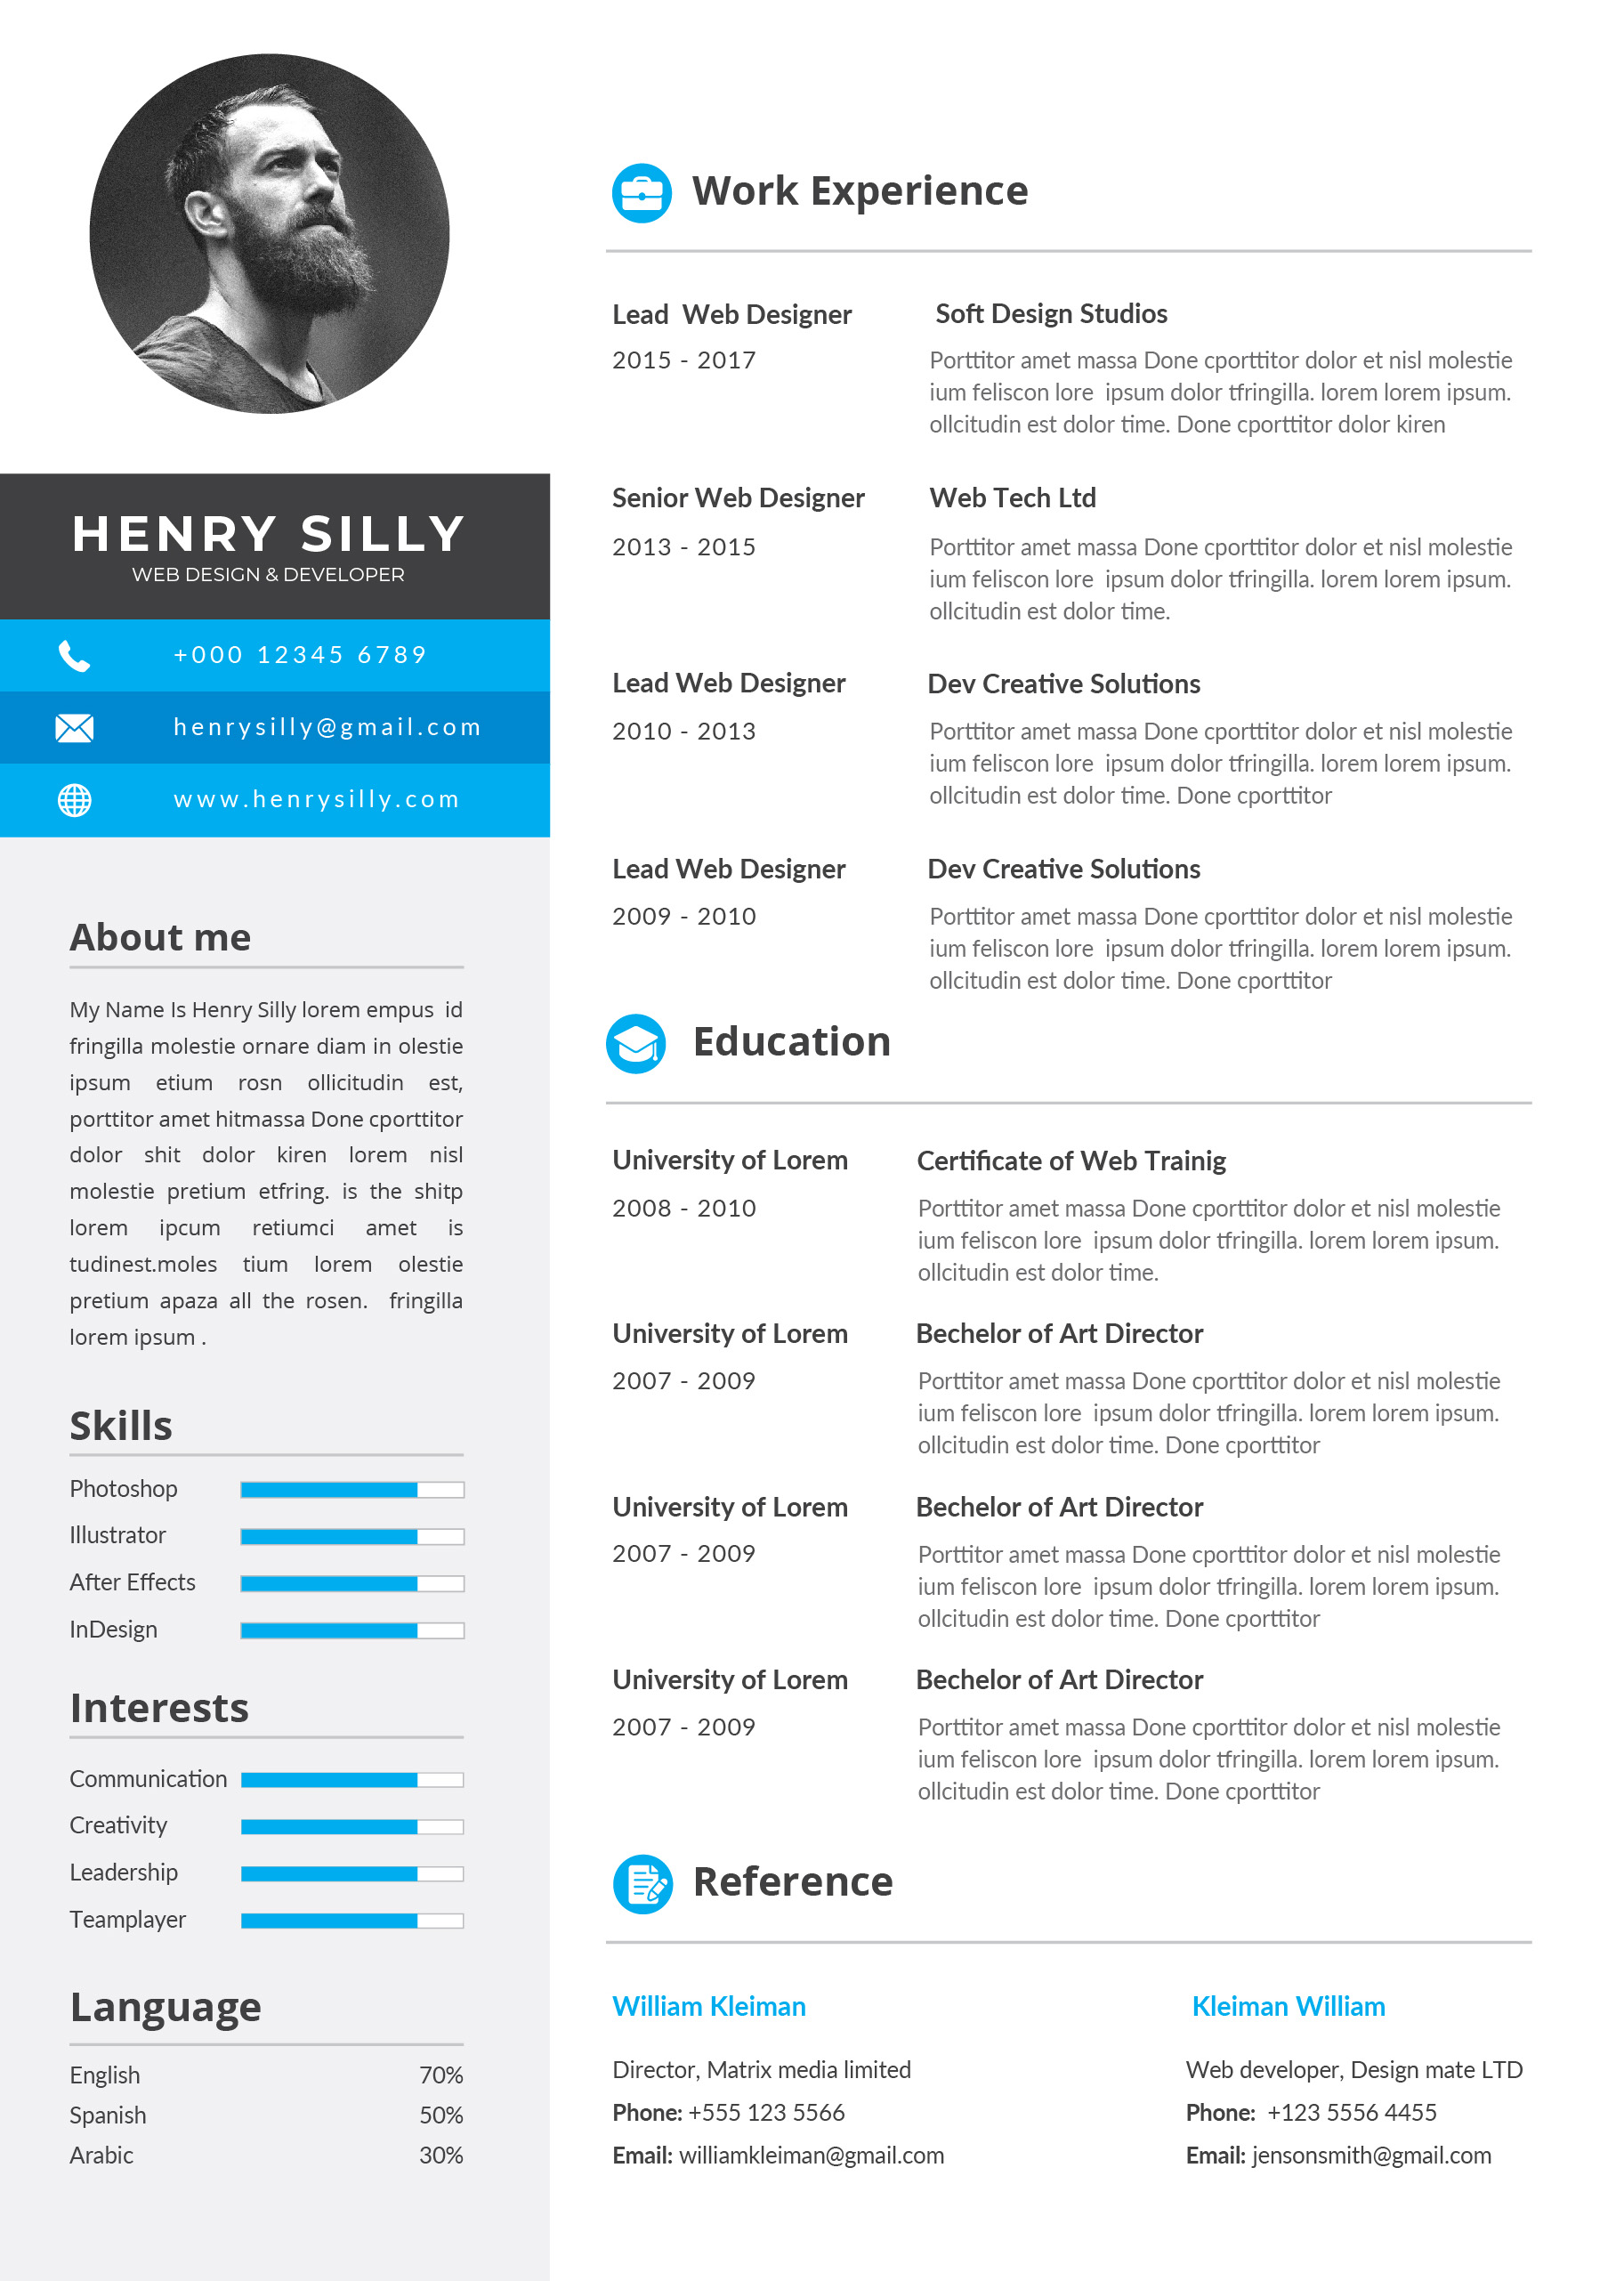 HENRY SILLY
WEB DESIGN & DEVELOPER
+000 12345 6789
henrysilly@gmail.com
www.henrysilly.com
About me
My Name Is Henry Silly lorem empus id
fringilla molestie ornare diam in olestie
ipsum etium rosn ollicitudin est,
porttitor amet hitmassa Done cporttitor
dolor shit dolor kiren lorem nisl
molestie pretium etfring. is the shitp
lorem ipcum retiumci amet is
tudinest.moles tium lorem olestie
pretium apaza all the rosen. fringilla
lorem ipsum .
Skills
Photoshop
Illustrator
After Effects
InDesign
Interests
Communication
Creativity
Leadership
Teamplayer
Language
English 70%
Spanish 50%
Arabic 30%
Work Experience
Lead Web Designer
2015 - 2017
Soft Design Studios
Porttitor amet massa Done cporttitor dolor et nisl molestie
ium feliscon lore ipsum dolor tfringilla. lorem lorem ipsum.
ollcitudin est dolor time. Done cporttitor dolor kiren
Senior Web Designer
2013 - 2015
Web Tech Ltd
Porttitor amet massa Done cporttitor dolor et nisl molestie
ium feliscon lore ipsum dolor tfringilla. lorem lorem ipsum.
ollcitudin est dolor time.
Lead Web Designer
2010 - 2013
Dev Creative Solutions
Porttitor amet massa Done cporttitor dolor et nisl molestie
ium feliscon lore ipsum dolor tfringilla. lorem lorem ipsum.
ollcitudin est dolor time. Done cporttitor
Lead Web Designer
2009 - 2010
Dev Creative Solutions
Porttitor amet massa Done cporttitor dolor et nisl molestie
ium feliscon lore ipsum dolor tfringilla. lorem lorem ipsum.
ollcitudin est dolor time. Done cporttitor
Education
University of Lorem
2008 - 2010
Certificate of Web Trainig
Porttitor amet massa Done cporttitor dolor et nisl molestie
ium feliscon lore ipsum dolor tfringilla. lorem lorem ipsum.
ollcitudin est dolor time.
University of Lorem
2007 - 2009
Bechelor of Art Director
Porttitor amet massa Done cporttitor dolor et nisl molestie
ium feliscon lore ipsum dolor tfringilla. lorem lorem ipsum.
ollcitudin est dolor time. Done cporttitor
University of Lorem
2007 - 2009
Bechelor of Art Director
Porttitor amet massa Done cporttitor dolor et nisl molestie
ium feliscon lore ipsum dolor tfringilla. lorem lorem ipsum.
ollcitudin est dolor time. Done cporttitor
University of Lorem
2007 - 2009
Bechelor of Art Director
Porttitor amet massa Done cporttitor dolor et nisl molestie
ium feliscon lore ipsum dolor tfringilla. lorem lorem ipsum.
ollcitudin est dolor time. Done cporttitor
Reference
William Kleiman
Director, Matrix media limited
Phone: +555 123 5566
Email: williamkleiman@gmail.com
Kleiman William
Web developer, Design mate LTD
Phone: +123 5556 4455
Email: jensonsmith@gmail.com